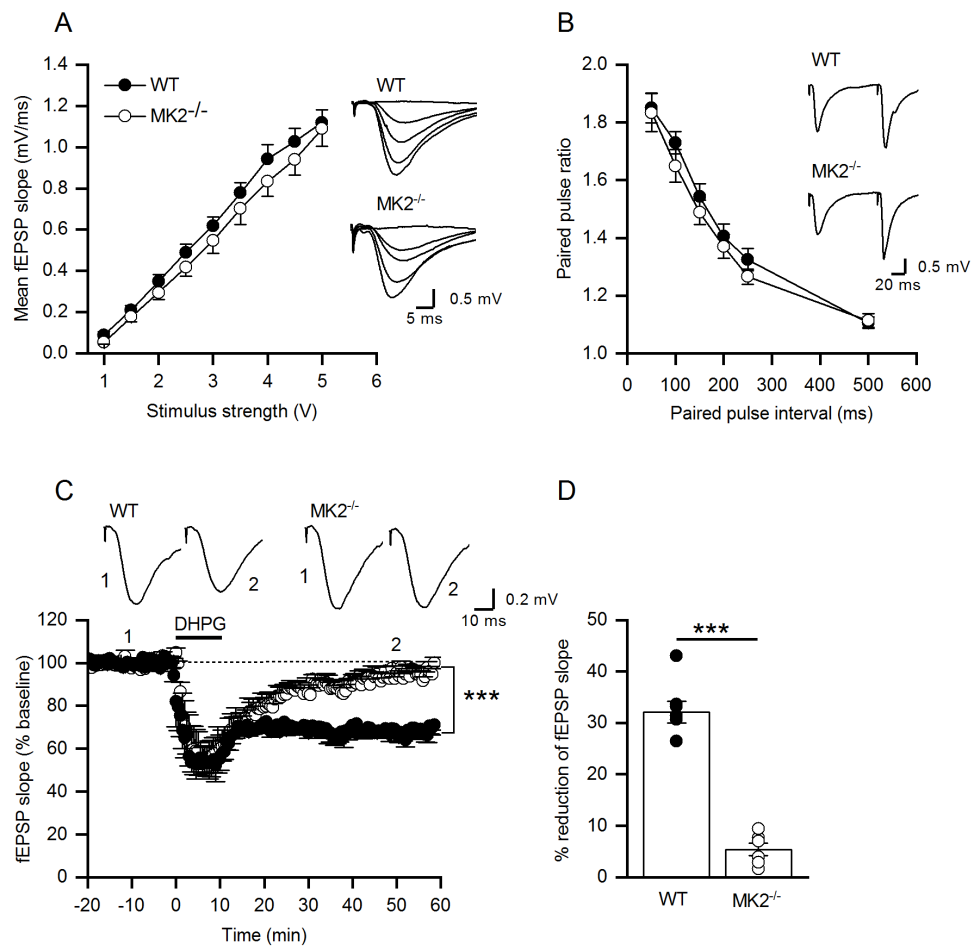 A
WT
MK2-/-
Mean fEPSP slope (mV/ms)
1.4
1.2
1.0
0.8
0.6
0.4
0.2
0.0
1 2 3 4 5 6
Stimulus strength (V)
WT
MK2-/-
0.5 mV
5 ms
B
Paired pulse ratio
2.0
1.8
1.6
1.4
1.2
1.0
0 100 200 300 400 500 600
Paired pulse interval (ms)
WT
MK2-/-
0.5 mV
20 ms
C
WT
MK2-/-
1 2 1 2
0.2 mV
10 ms
fEPSP slope (% baseline)
120
100
80
60
40
20
0
1 DHPG 2
***
-20 -10 0 10 20 30 40 50 60
Time (min)
D
% reduction of fEPSP slope
50
40
30
20
10
0
***
WT MK2-/-